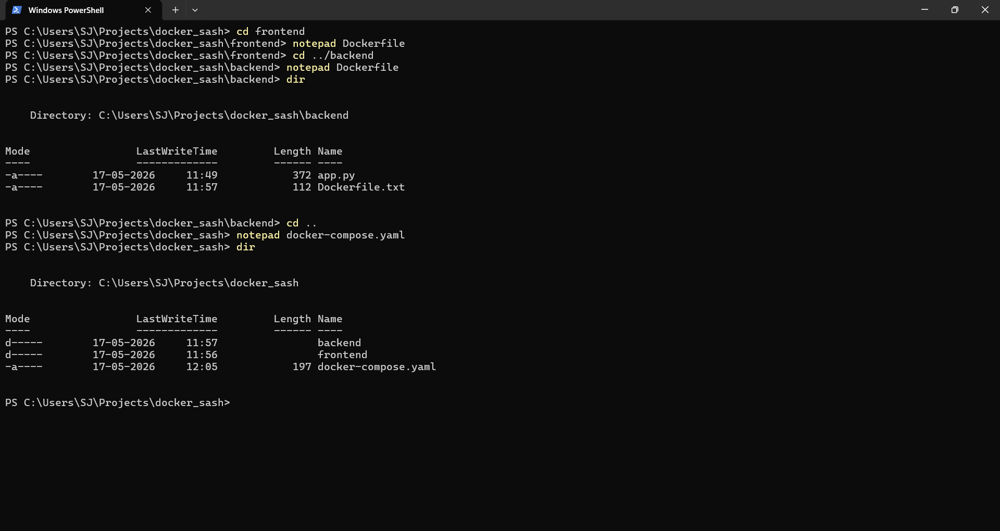 Windows PowerShell
PS C:\Users\SJ\Projects\docker_sash> cd frontend
PS C:\Users\SJ\Projects\docker_sash\frontend> notepad Dockerfile
PS C:\Users\SJ\Projects\docker_sash\frontend> cd ../backend
PS C:\Users\SJ\Projects\docker_sash\backend> notepad Dockerfile
PS C:\Users\SJ\Projects\docker_sash\backend> dir
    Directory: C:\Users\SJ\Projects\docker_sash\backend
Mode                 LastWriteTime         Length Name
----                 -------------         ------ ----
-a----        17-05-2026     11:49            372 app.py
-a----        17-05-2026     11:57            112 Dockerfile.txt
PS C:\Users\SJ\Projects\docker_sash\backend> cd ..
PS C:\Users\SJ\Projects\docker_sash> notepad docker-compose.yaml
PS C:\Users\SJ\Projects\docker_sash> dir
    Directory: C:\Users\SJ\Projects\docker_sash
Mode                 LastWriteTime         Length Name
----                 -------------         ------ ----
d-----        17-05-2026     11:57                backend
d-----        17-05-2026     11:56                frontend
-a----        17-05-2026     12:05            197 docker-compose.yaml
PS C:\Users\SJ\Projects\docker_sash>